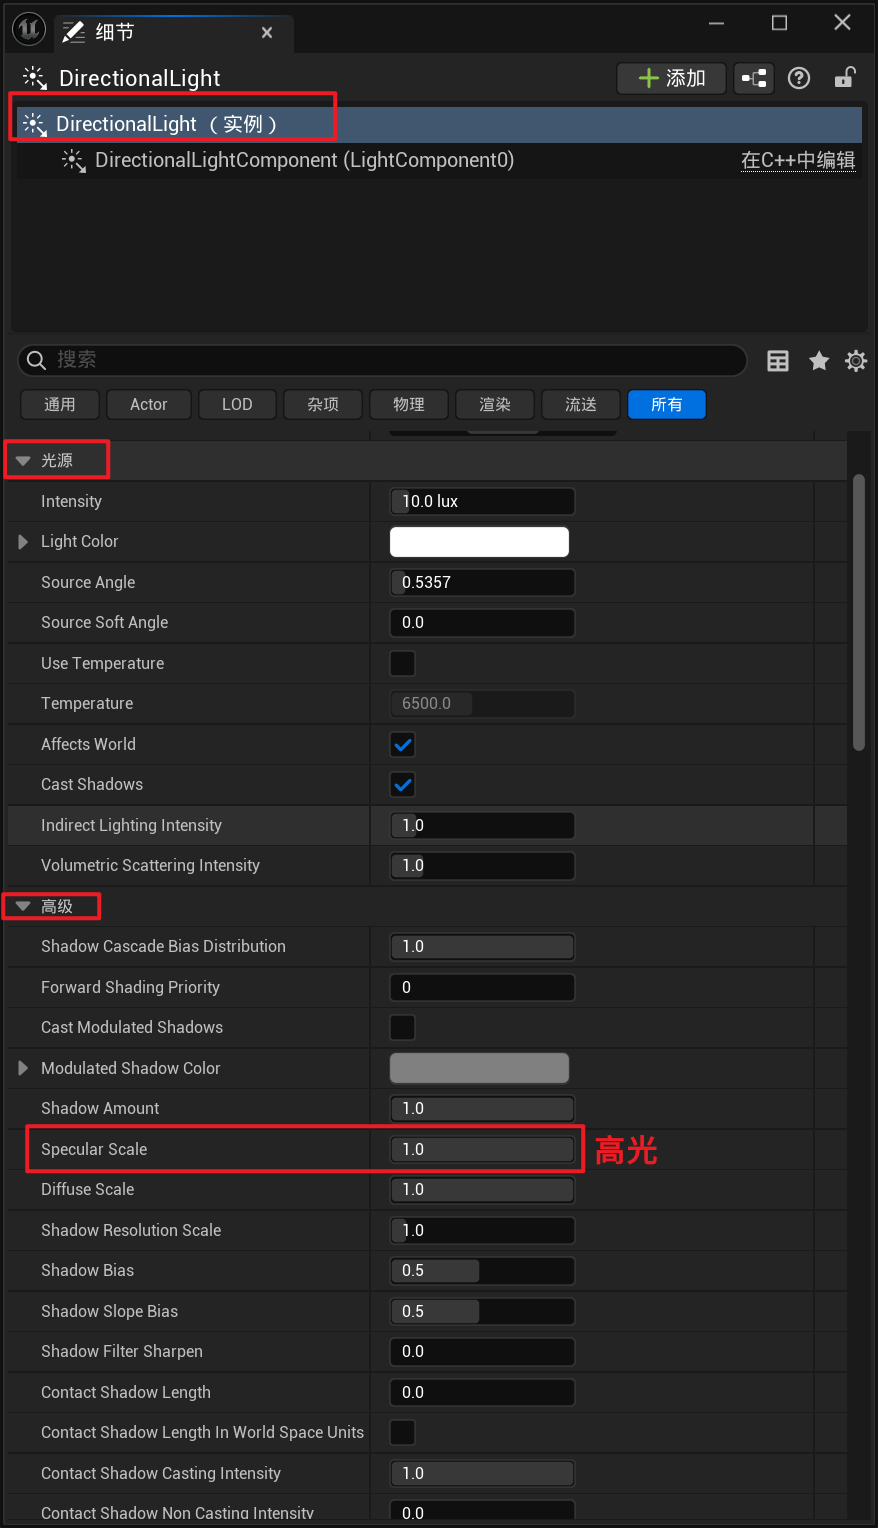 细节
DirectionalLight
添加
DirectionalLight （实例）
DirectionalLightComponent (LightComponent0)
在C++中编辑
搜索
通用 Actor LOD 杂项 物理 渲染 流送 所有
光源
Intensity 10.0 lux
Light Color
Source Angle 0.5357
Source Soft Angle 0.0
Use Temperature
Temperature 6500.0
Affects World
Cast Shadows
Indirect Lighting Intensity 1.0
Volumetric Scattering Intensity 1.0
高级
Shadow Cascade Bias Distribution 1.0
Forward Shading Priority 0
Cast Modulated Shadows
Modulated Shadow Color
Shadow Amount 1.0
Specular Scale 1.0 高光
Diffuse Scale 1.0
Shadow Resolution Scale 1.0
Shadow Bias 0.5
Shadow Slope Bias 0.5
Shadow Filter Sharpen 0.0
Contact Shadow Length 0.0
Contact Shadow Length In World Space Units
Contact Shadow Casting Intensity 1.0
Contact Shadow Non Casting Intensity 0.0